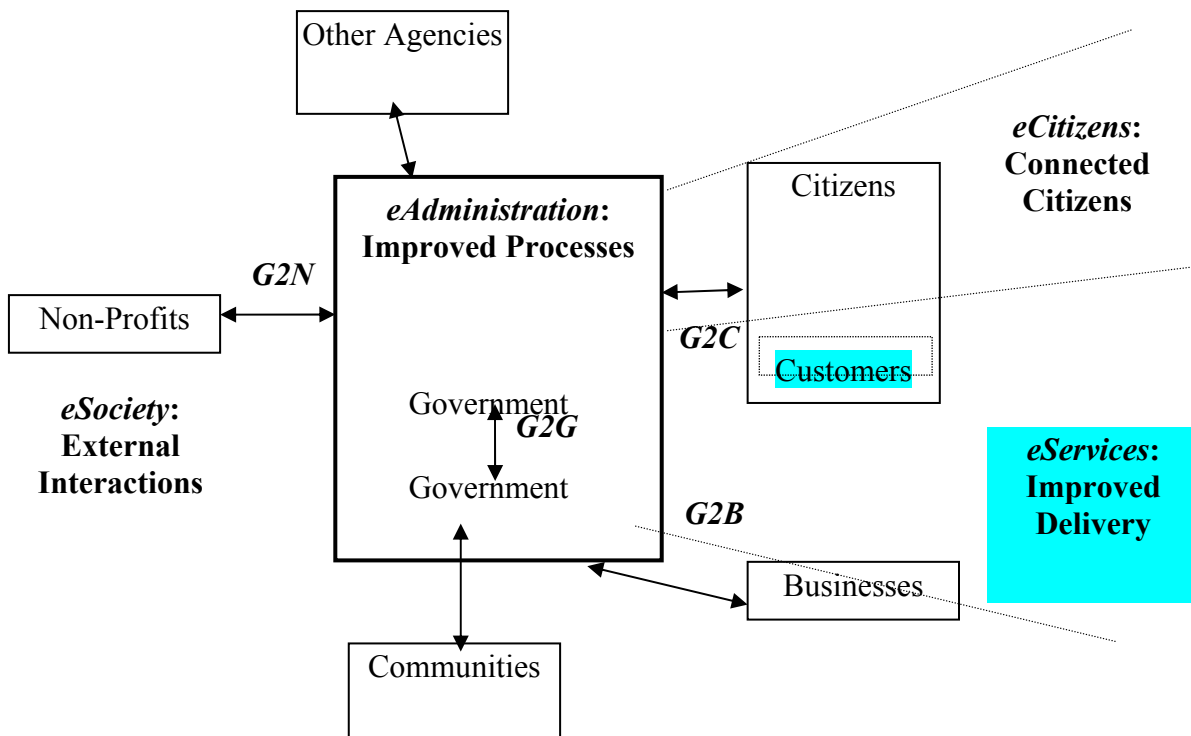 Other Agencies
eCitizens:
Connected
Citizens
Citizens
eAdministration:
Improved Processes
G2N
Non-Profits
G2C
Customers
eSociety:
External
Interactions
Government
G2G
Government
eServices:
Improved
Delivery
G2B
Businesses
Communities